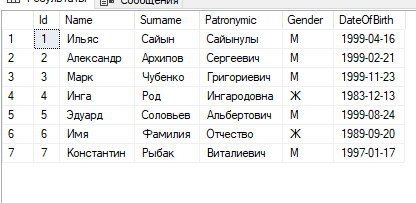 Результаты Сообщения
Id Name Surname Patronymic Gender DateOfBirth
1 1 Ильяс Сайын Сайынулы М 1999-04-16
2 2 Александр Архипов Сергеевич М 1999-02-21
3 3 Марк Чубенко Григориевич М 1999-11-23
4 4 Инга Род Ингародовна Ж 1983-12-13
5 5 Эдуард Соловьев Альбертович М 1999-08-24
6 6 Имя Фамилия Отчество Ж 1989-09-20
7 7 Константин Рыбак Виталиевич М 1997-01-17